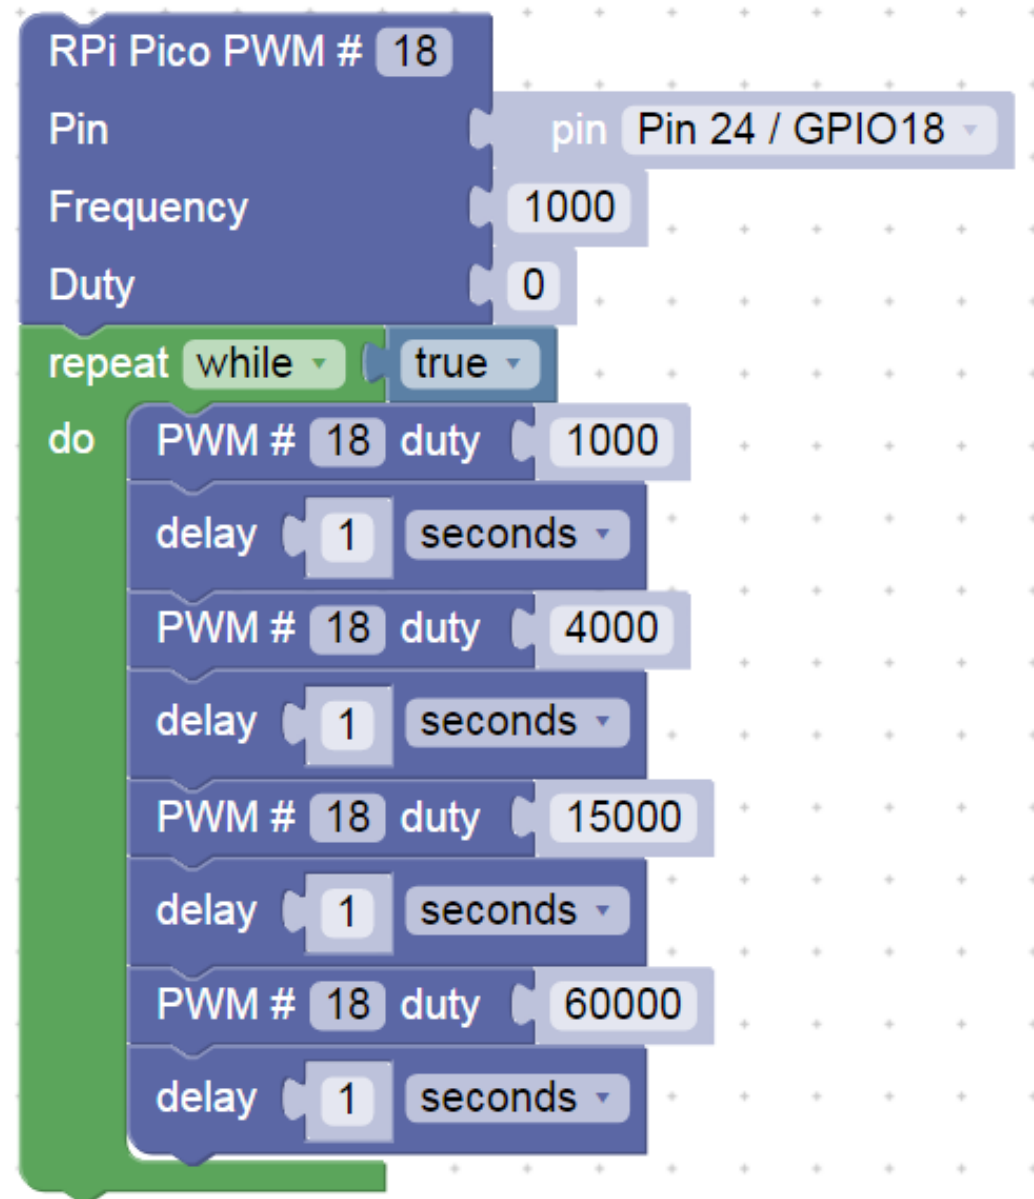 RPi Pico PWM # 18
Pin pin Pin 24 / GPIO18
Frequency 1000
Duty 0
repeat while true
do PWM # 18 duty 1000
delay 1 seconds
PWM # 18 duty 4000
delay 1 seconds
PWM # 18 duty 15000
delay 1 seconds
PWM # 18 duty 60000
delay 1 seconds